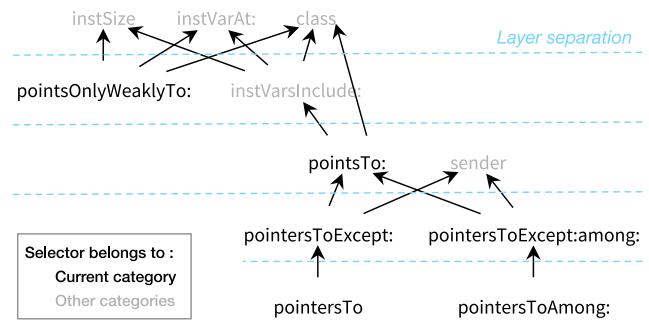 instSize instVarAt: class
Layer separation
pointsOnlyWeaklyTo: instVarsInclude:
pointsTo: sender
pointersToExcept: pointersToExcept:among:
Selector belongs to :
Current category
Other categories
pointersTo pointersToAmong: